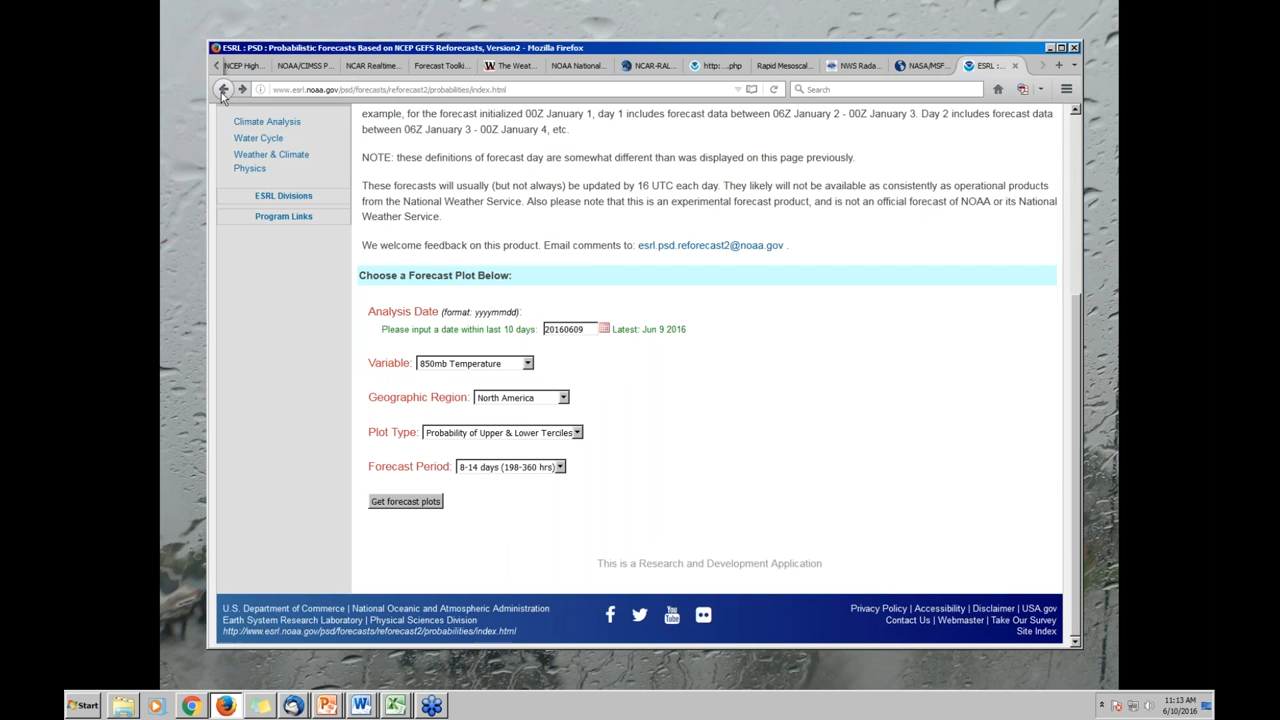 ESRL : PSD : Probabilistic Forecasts Based on NCEP GEFS Reforecasts, Version2 - Mozilla Firefox
NCEP High... NOAA/CIMSS P... NCAR Realtime... Forecast Toolki... The Weat... NOAA National... NCAR-RAL... http: ...php Rapid Mesoscal... NWS Rada... NASA/MSF... ESRL :...
www.esrl.noaa.gov/psd/forecasts/reforecast2/probabilities/index.html Search
Climate Analysis
Water Cycle
Weather & Climate
Physics
ESRL Divisions
Program Links
example, for the forecast initialized 00Z January 1, day 1 includes forecast data between 06Z January 2 - 00Z January 3. Day 2 includes forecast data
between 06Z January 3 - 00Z January 4, etc.
NOTE: these definitions of forecast day are somewhat different than was displayed on this page previously.
These forecasts will usually (but not always) be updated by 16 UTC each day. They likely will not be available as consistently as operational products
from the National Weather Service. Also please note that this is an experimental forecast product, and is not an official forecast of NOAA or its National
Weather Service.
We welcome feedback on this product. Email comments to: esrl.psd.reforecast2@noaa.gov .
Choose a Forecast Plot Below:
Analysis Date (format: yyyymmdd):
Please input a date within last 10 days: 20160609 Latest: Jun 9 2016
Variable: 850mb Temperature
Geographic Region: North America
Plot Type: Probability of Upper & Lower Terciles
Forecast Period: 8-14 days (198-360 hrs)
Get forecast plots
This is a Research and Development Application
U.S. Department of Commerce | National Oceanic and Atmospheric Administration
Earth System Research Laboratory | Physical Sciences Division
http://www.esrl.noaa.gov/psd/forecasts/reforecast2/probabilities/index.html
You
Tube
Privacy Policy | Accessibility | Disclaimer | USA.gov
Contact Us | Webmaster | Take Our Survey
Site Index
Start
11:13 AM
6/10/2016